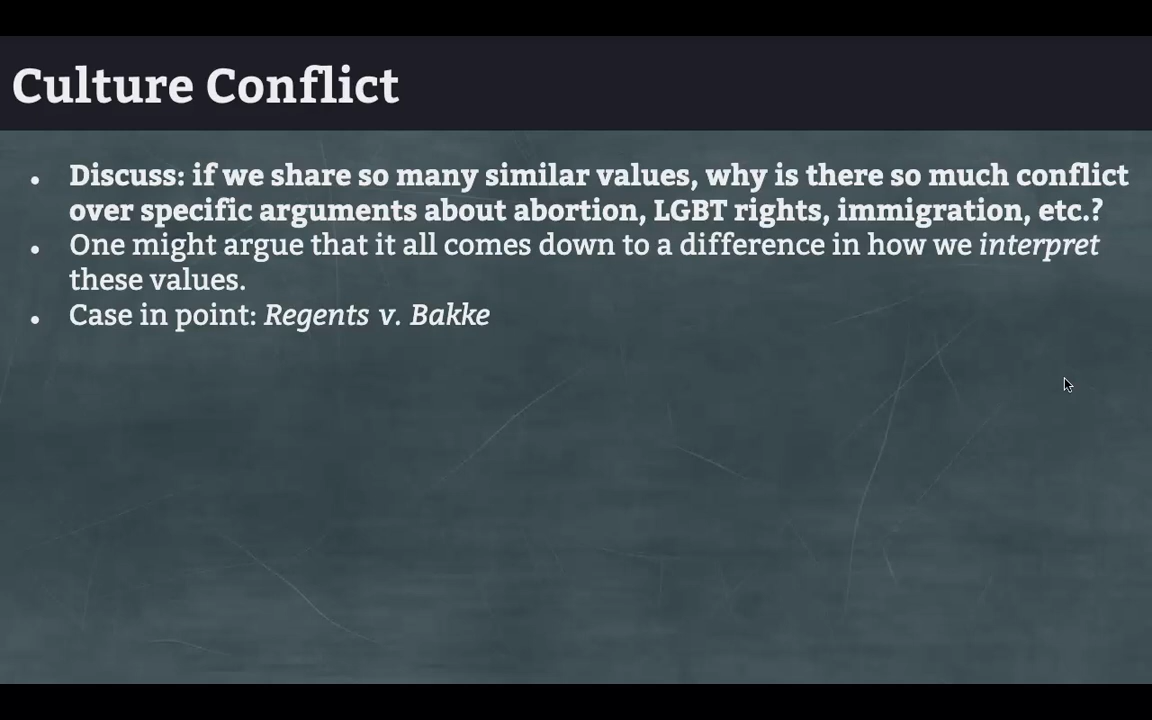 Culture Conflict
• Discuss: if we share so many similar values, why is there so much conflict
over specific arguments about abortion, LGBT rights, immigration, etc.?
• One might argue that it all comes down to a difference in how we interpret
these values.
• Case in point: Regents v. Bakke